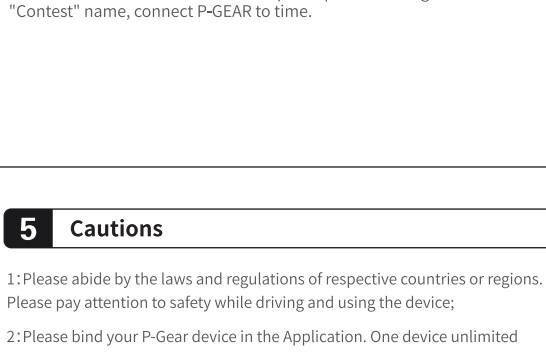 "Contest" name, connect P-GEAR to time.
5 Cautions
1:Please abide by the laws and regulations of respective countries or regions.
Please pay attention to safety while driving and using the device;
2:Please bind your P-Gear device in the Application. One device unlimited